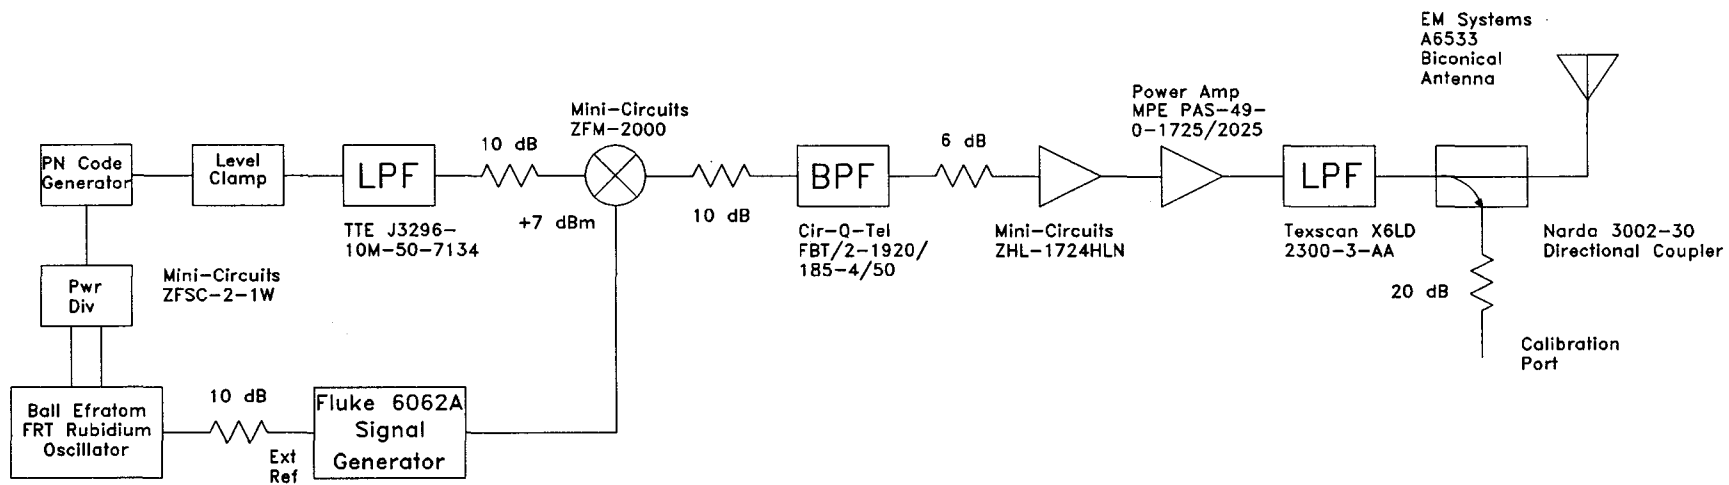 EM Systems
A6533
Biconical
Antenna
Power Amp
MPE PAS-49-
0-1725/2025
Mini-Circuits
ZFM-2000
10 dB
6 dB
PN Code
Generator
Level
Clamp
LPF
BPF
LPF
+7 dBm
10 dB
TTE J3296-
10M-50-7134
Cir-Q-Tel
FBT/2-1920/
185-4/50
Mini-Circuits
ZHL-1724HLN
Texscan X6LD
2300-3-AA
Narda 3002-30
Directional Coupler
Pwr
Div
Mini-Circuits
ZFSC-2-1W
20 dB
Calibration
Port
Ball Efratom
FRT Rubidium
Oscillator
10 dB
Ext
Ref
Fluke 6062A
Signal
Generator